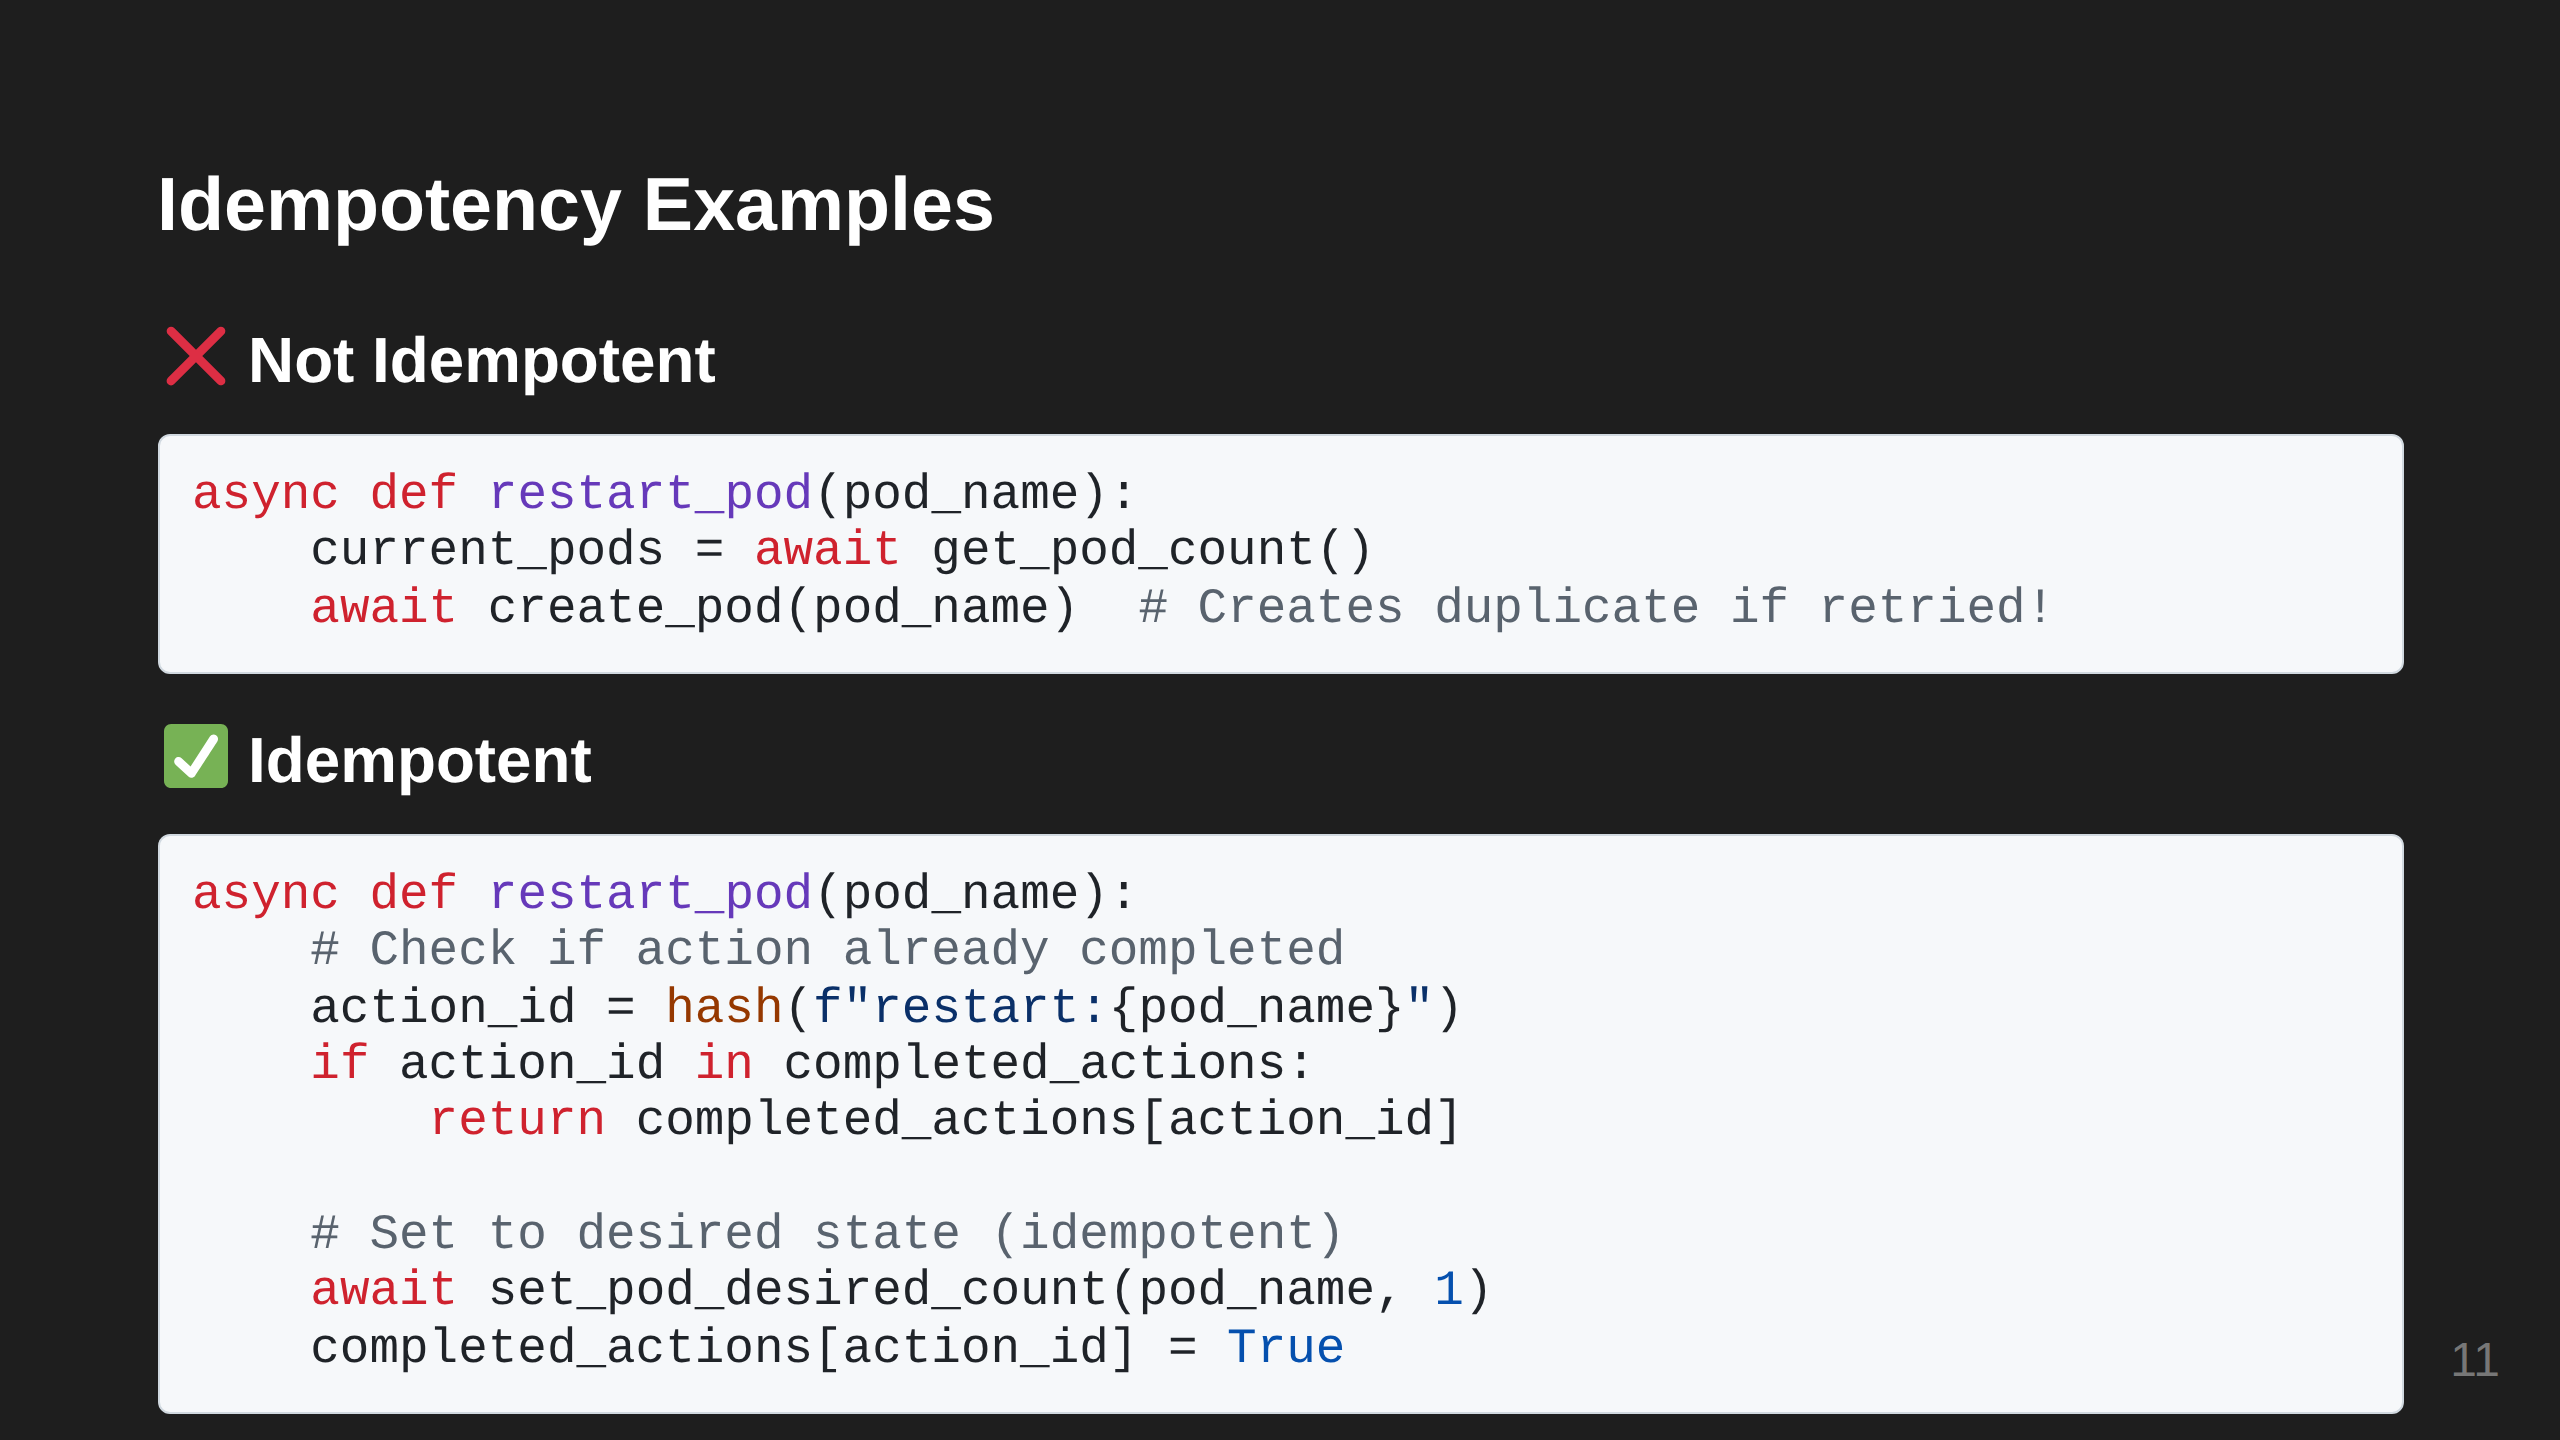 Idempotency Examples
❌ Not Idempotent
async def restart_pod(pod_name):
    current_pods = await get_pod_count()
    await create_pod(pod_name)  # Creates duplicate if retried!
✅ Idempotent
async def restart_pod(pod_name):
    # Check if action already completed
    action_id = hash(f"restart:{pod_name}")
    if action_id in completed_actions:
        return completed_actions[action_id]

    # Set to desired state (idempotent)
    await set_pod_desired_count(pod_name, 1)
    completed_actions[action_id] = True
11